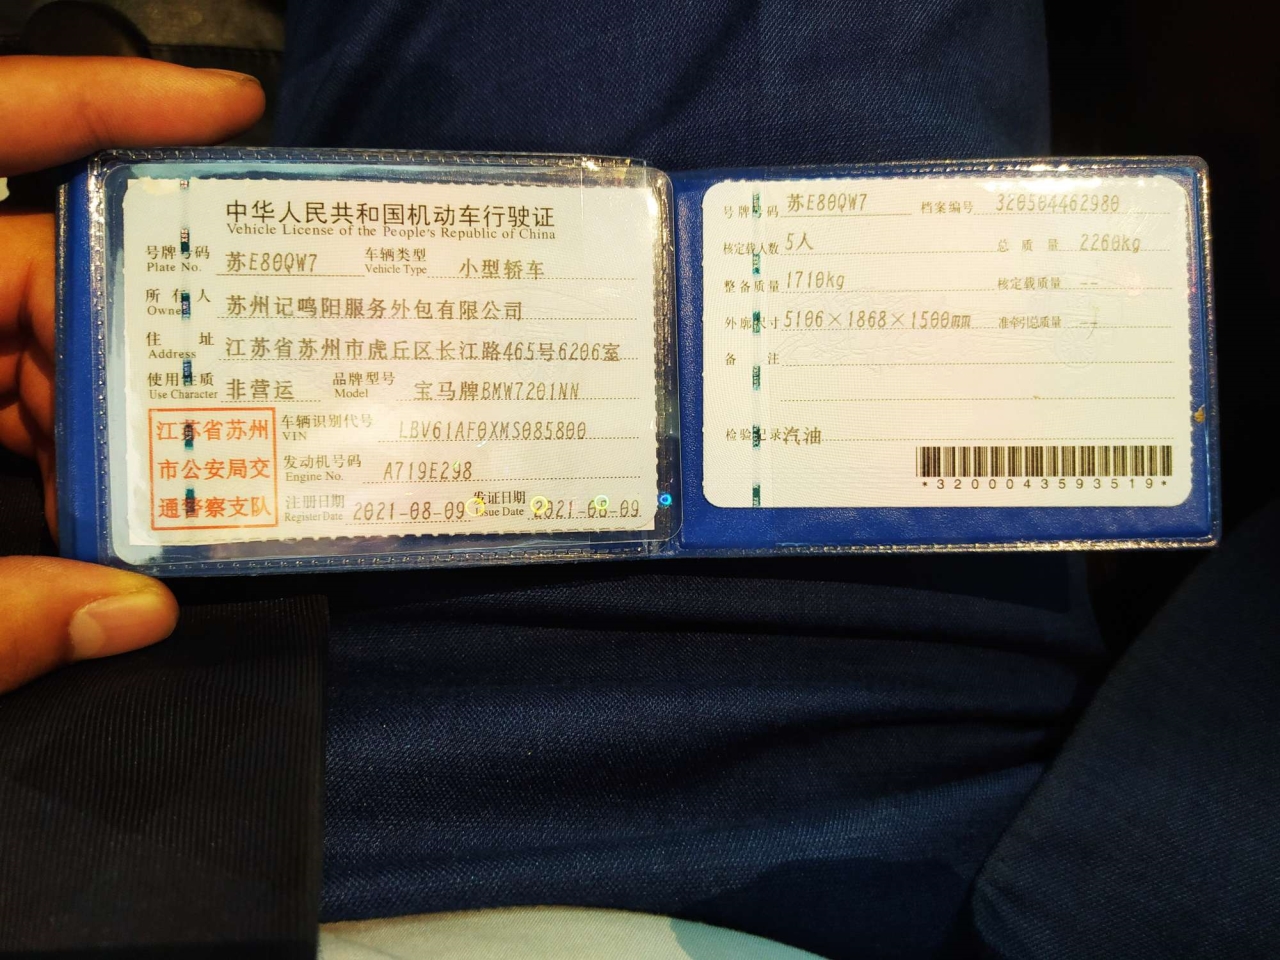 中华人民共和国机动车行驶证
Vehicle License of the People's Republic of China
号牌号码 苏E80QW7 车辆类型 小型轿车
Plate No. Vehicle Type
所有人 苏州记鸣阳服务外包有限公司
Owner
住址 江苏省苏州市虎丘区长江路465号6206室
Address
使用性质 非营运 品牌型号 宝马牌BMW7201NN
Use Character Model
江苏省苏州
市公安局交
通警察支队
车辆识别代号 LBV61AF0XMS085800
VIN
发动机号码 A719E298
Engine No.
注册日期 2021-08-09 发证日期 2021-08-09
Register Date Issue Date
号牌号码 苏E80QW7 档案编号 320504462980
核定载人数 5人 总质量 2260kg
整备质量 1710kg 核定载质量 --
外廓尺寸 5106×1868×1500mm 准牵引总质量 --
备注
检验记录 汽油
*3200043593519*